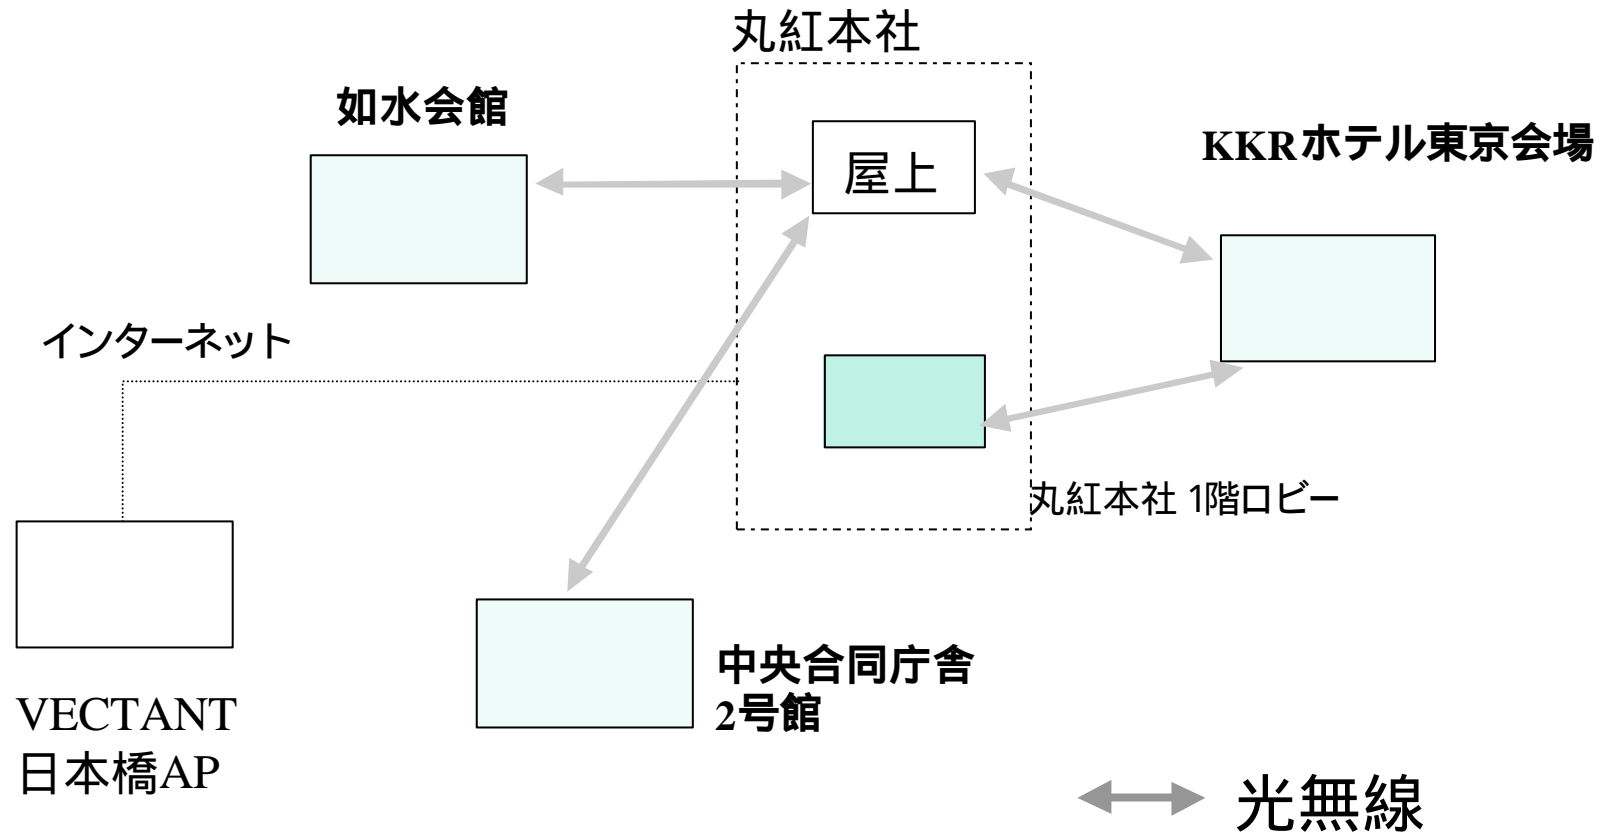 丸紅本社
如水会館
屋上
KKRホテル東京会場
インターネット
丸紅本社 1階ロビー
中央合同庁舎
2号館
VECTANT
日本橋AP
光無線